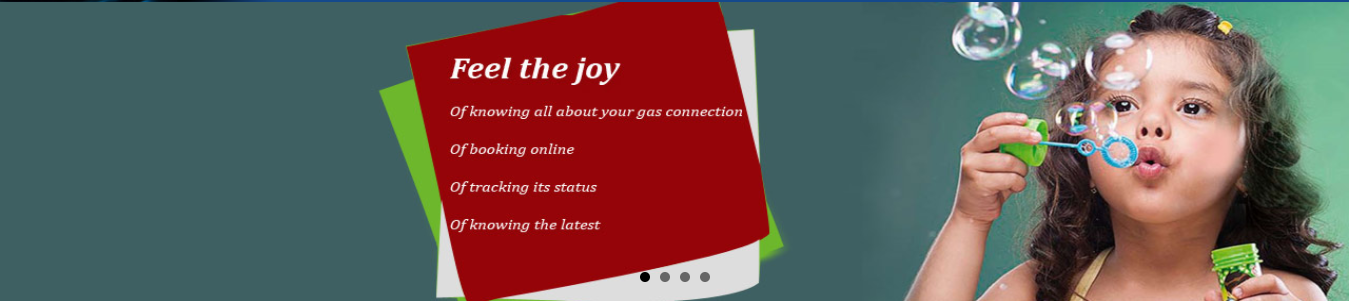 Feel the joy
Of knowing all about your gas connection
Of booking online
Of tracking its status
Of knowing the latest